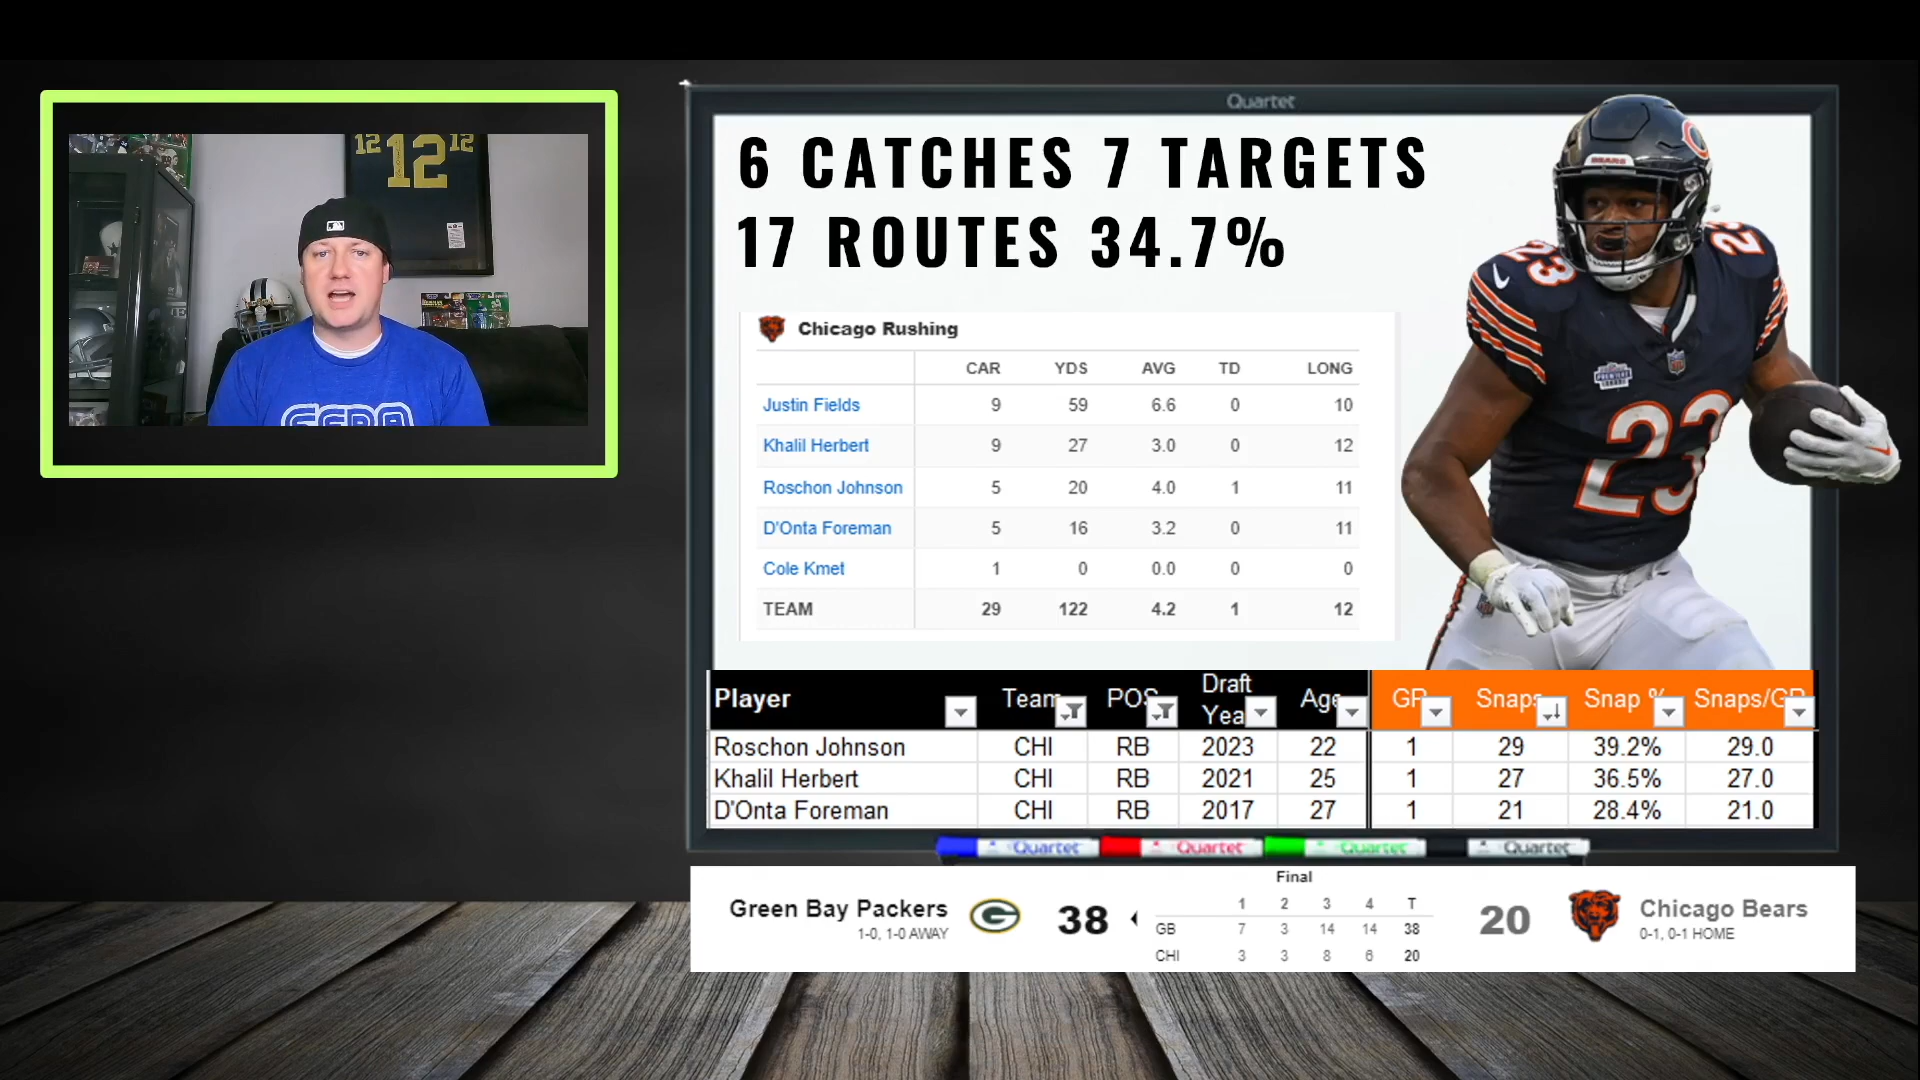 Quartet
6 CATCHES 7 TARGETS
17 ROUTES 34.7%
12 12 12
Chicago Rushing
CAR YDS AVG TD LONG
Justin Fields 9 59 6.6 0 10
Khalil Herbert 9 27 3.0 0 12
Roschon Johnson 5 20 4.0 1 11
D'Onta Foreman 5 16 3.2 0 11
Cole Kmet 1 0 0.0 0 0
TEAM 29 122 4.2 1 12
BEARS
23 23
23
Player Team POS Draft Year Age GP Snaps Snap % Snaps/GP
Roschon Johnson CHI RB 2023 22 1 29 39.2% 29.0
Khalil Herbert CHI RB 2021 25 1 27 36.5% 27.0
D'Onta Foreman CHI RB 2017 27 1 21 28.4% 21.0
Quartet Quartet Quartet Quartet
Final
Green Bay Packers 38 20 Chicago Bears
1-0, 1-0 AWAY 0-1, 0-1 HOME
1 2 3 4 T
GB 7 3 14 14 38
CHI 3 3 8 6 20